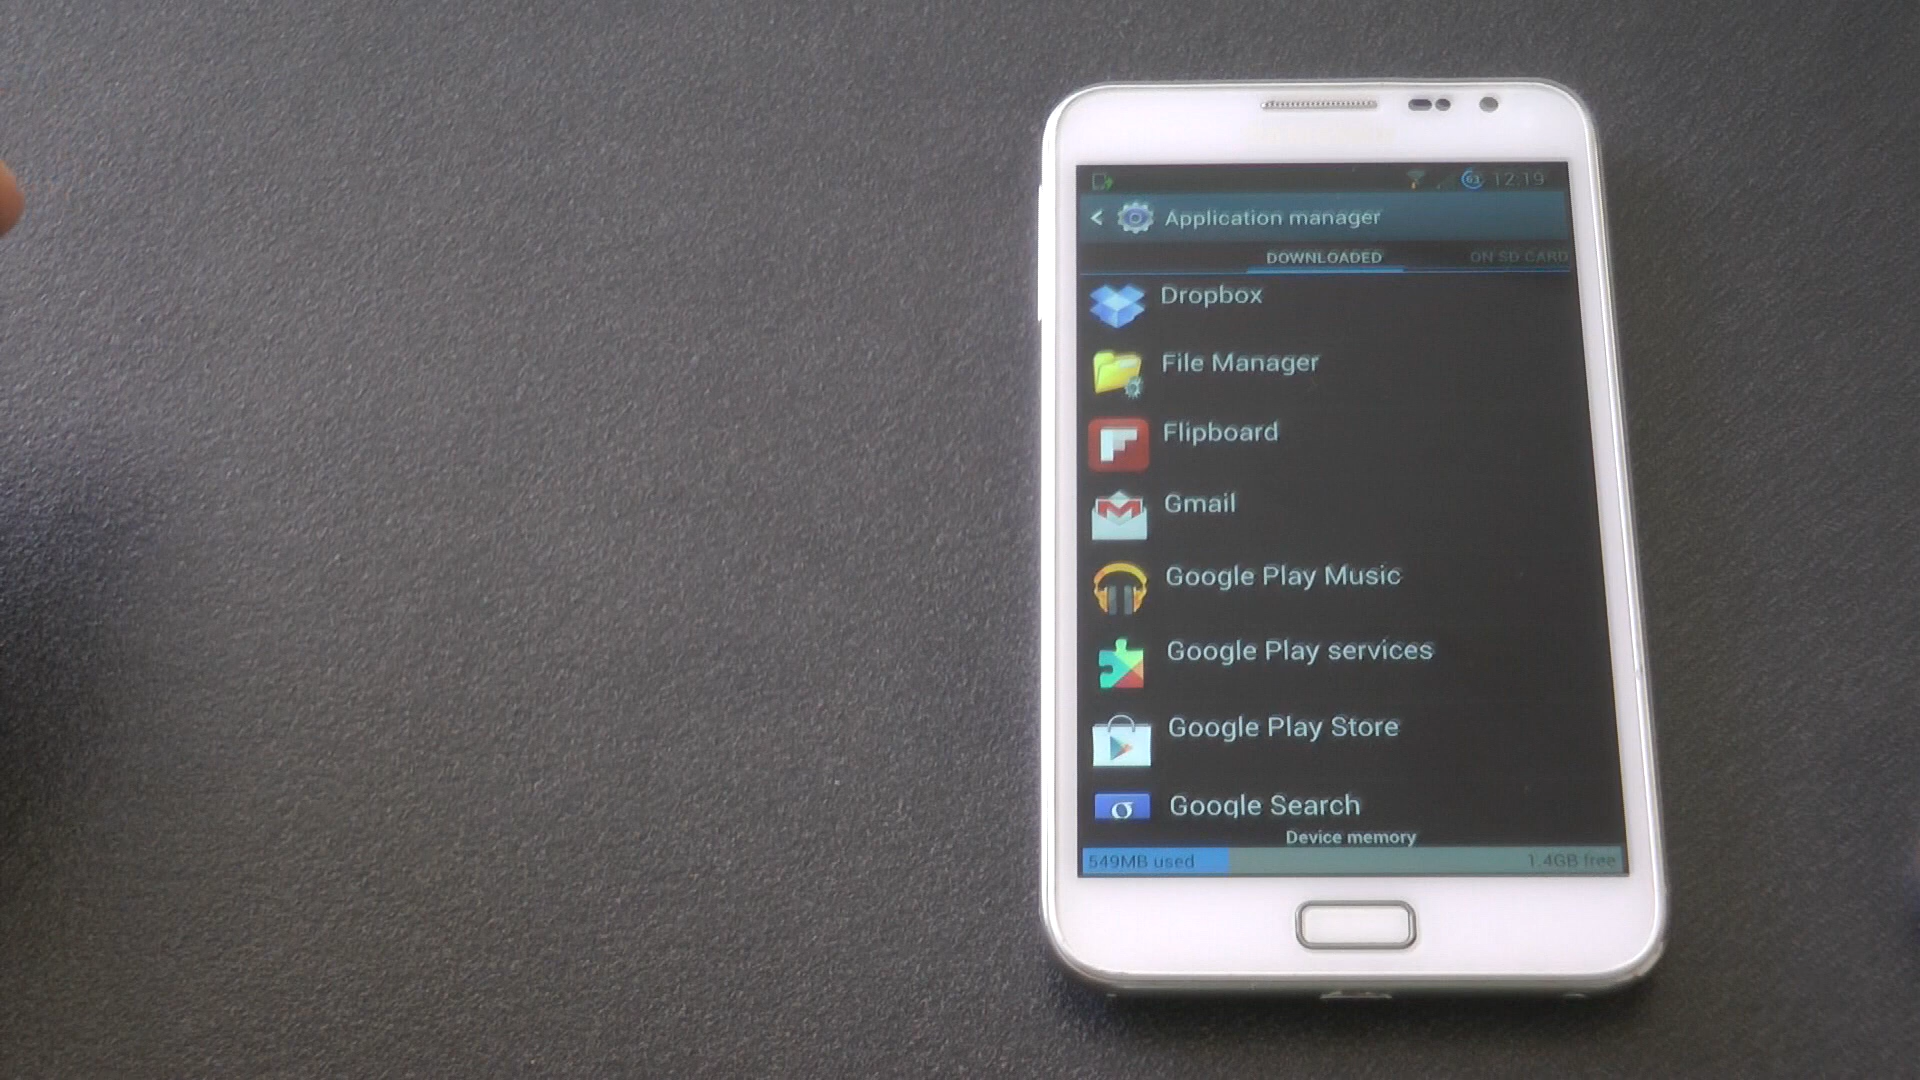 61 12.19
Application manager
DOWNLOADED ON SD CARD
Dropbox
File Manager
Flipboard
Gmail
Google Play Music
Google Play services
Google Play Store
Google Search
Device memory
549MB used 1.4GB free